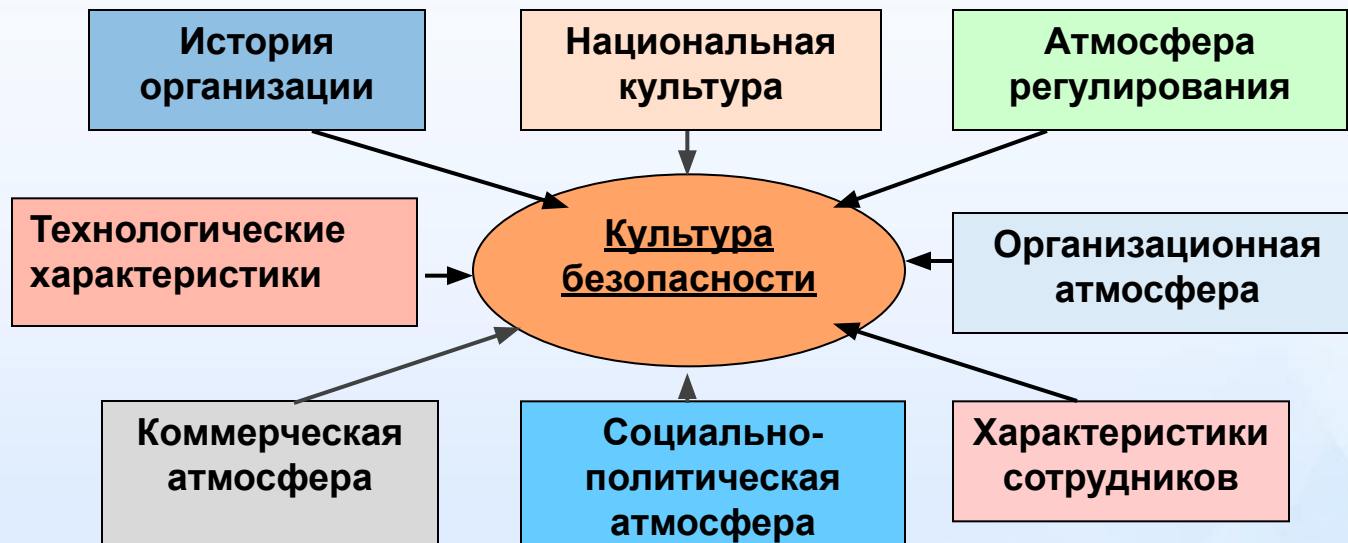 История
организации
Национальная
культура
Атмосфера
регулирования
Технологические
характеристики
Культура
безопасности
Организационная
атмосфера
Коммерческая
атмосфера
Социально-
политическая
атмосфера
Характеристики
сотрудников